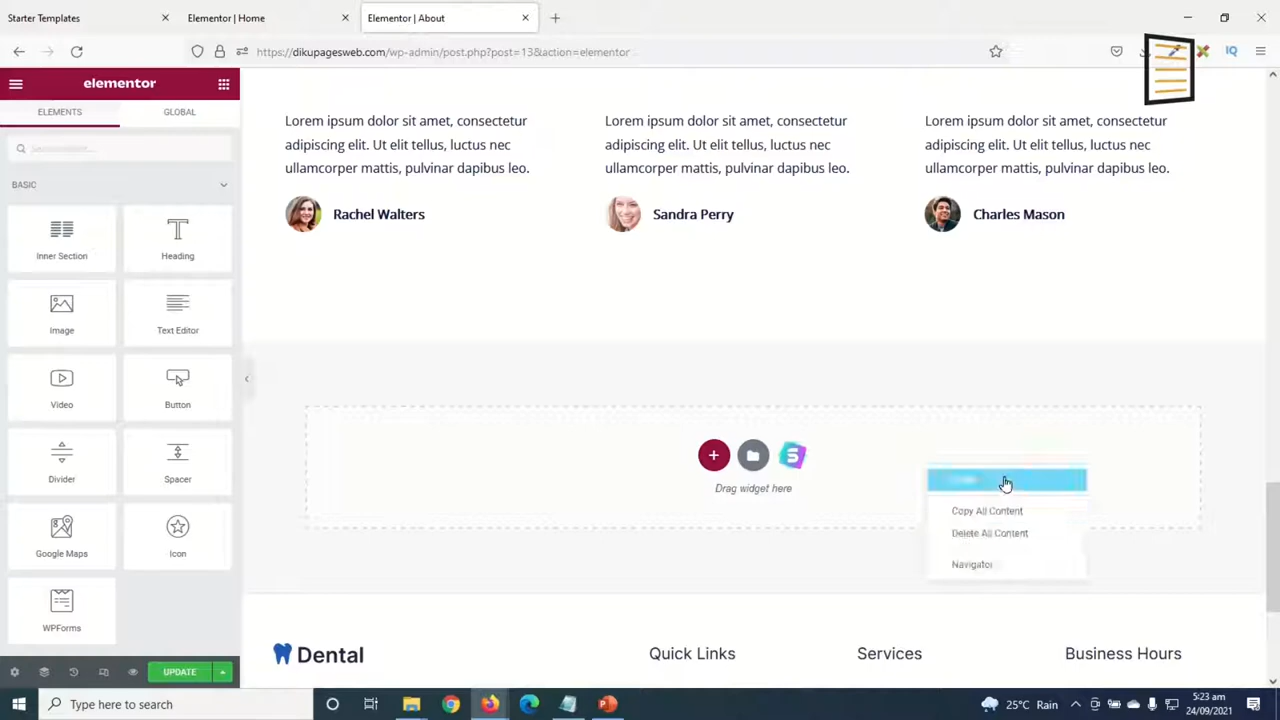 Starter Templates
Elementor | Home
Elementor | About
https://dikupagesweb.com/wp-admin/post.php?post=13&action=elementor
IQ
elementor
ELEMENTS
GLOBAL
BASIC
Inner Section
Heading
Image
Text Editor
Video
Button
Divider
Spacer
Google Maps
Icon
WPForms
UPDATE
Lorem ipsum dolor sit amet, consectetur
adipiscing elit. Ut elit tellus, luctus nec
ullamcorper mattis, pulvinar dapibus leo.
Rachel Walters
Lorem ipsum dolor sit amet, consectetur
adipiscing elit. Ut elit tellus, luctus nec
ullamcorper mattis, pulvinar dapibus leo.
Sandra Perry
Lorem ipsum dolor sit amet, consectetur
adipiscing elit. Ut elit tellus, luctus nec
ullamcorper mattis, pulvinar dapibus leo.
Charles Mason
Drag widget here
Copy All Content
Delete All Content
Navigator
Dental
Quick Links
Services
Business Hours
Type here to search
25°C Rain
5:23 am
24/09/2021